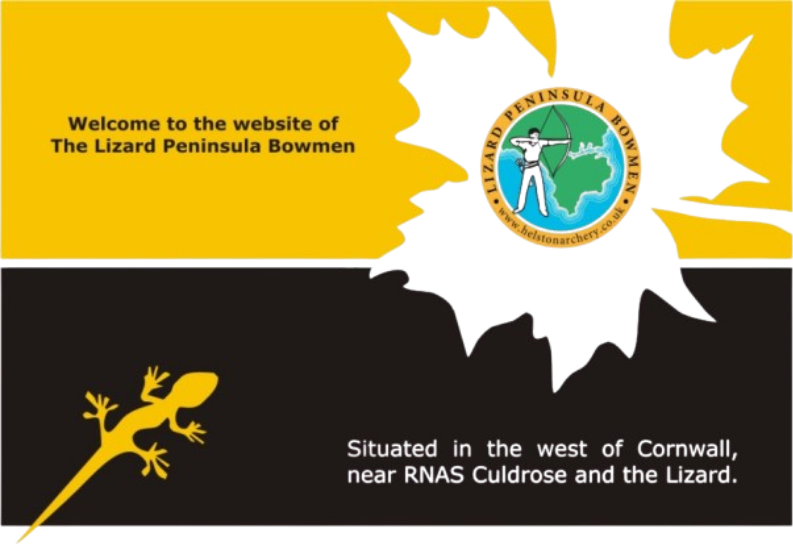 Welcome to the website of
The Lizard Peninsula Bowmen
LIZARD PENINSULA BOWMEN
www.helstonarchery.co.uk
Situated in the west of Cornwall,
near RNAS Culdrose and the Lizard.